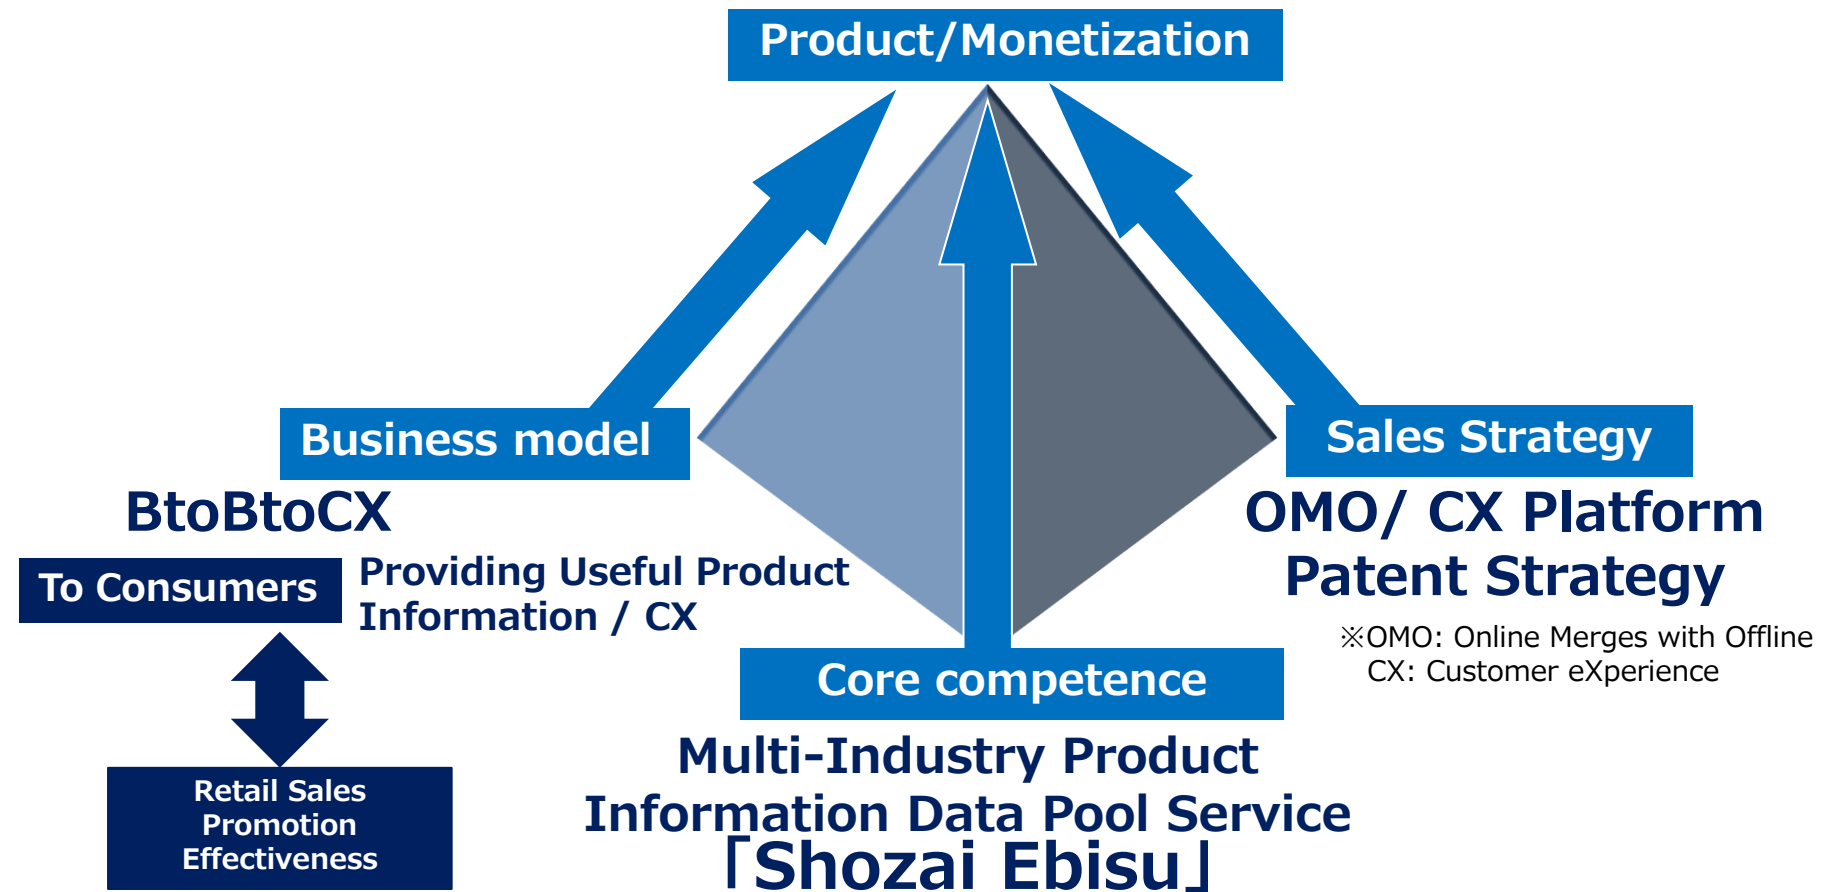 Product/Monetization
Business model
BtoBtoCX
To Consumers
Providing Useful Product
Information / CX
Retail Sales
Promotion
Effectiveness
Core competence
Multi-Industry Product
Information Data Pool Service
「Shozai Ebisu」
Sales Strategy
OMO/ CX Platform
Patent Strategy
※OMO: Online Merges with Offline
CX: Customer eXperience